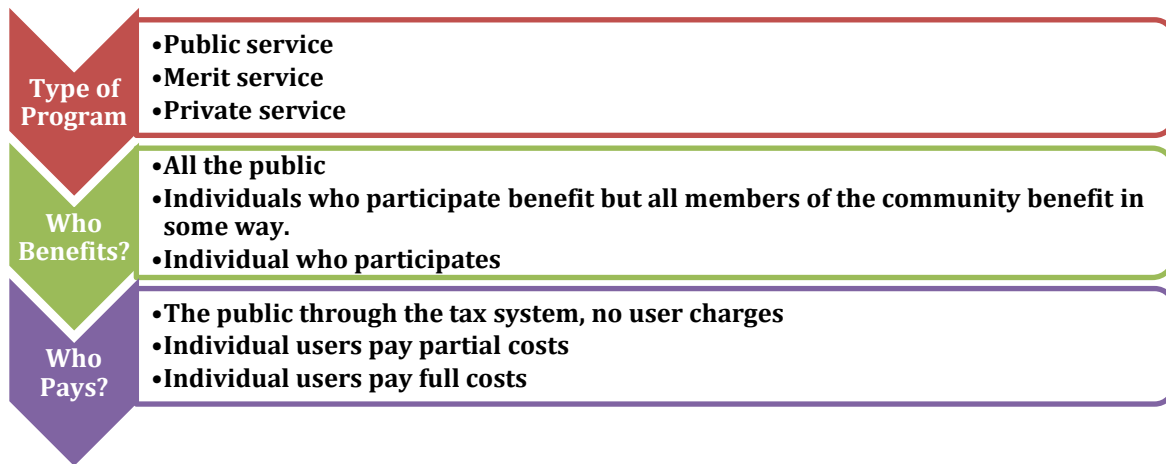 Type of
Program
•Public service
•Merit service
•Private service
Who
Benefits?
•All the public
•Individuals who participate benefit but all members of the community benefit in
some way.
•Individual who participates
Who
Pays?
•The public through the tax system, no user charges
•Individual users pay partial costs
•Individual users pay full costs